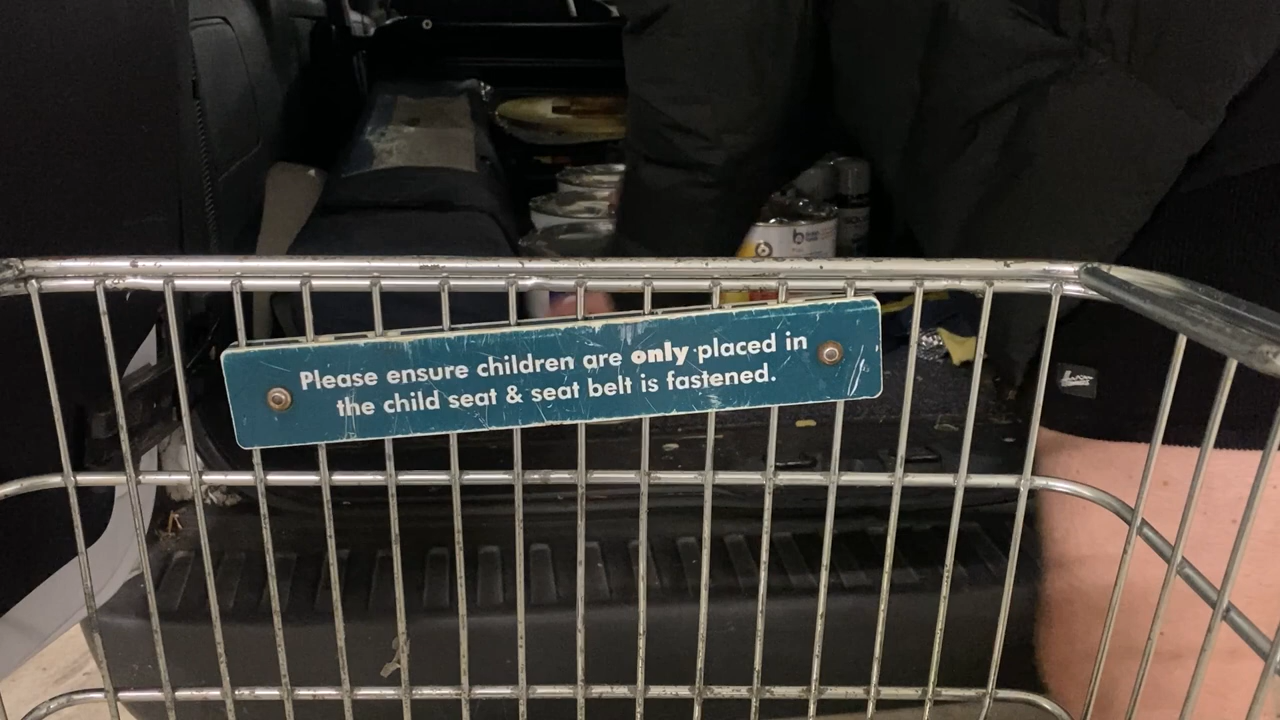 Please ensure children are only placed in
the child seat & seat belt is fastened.